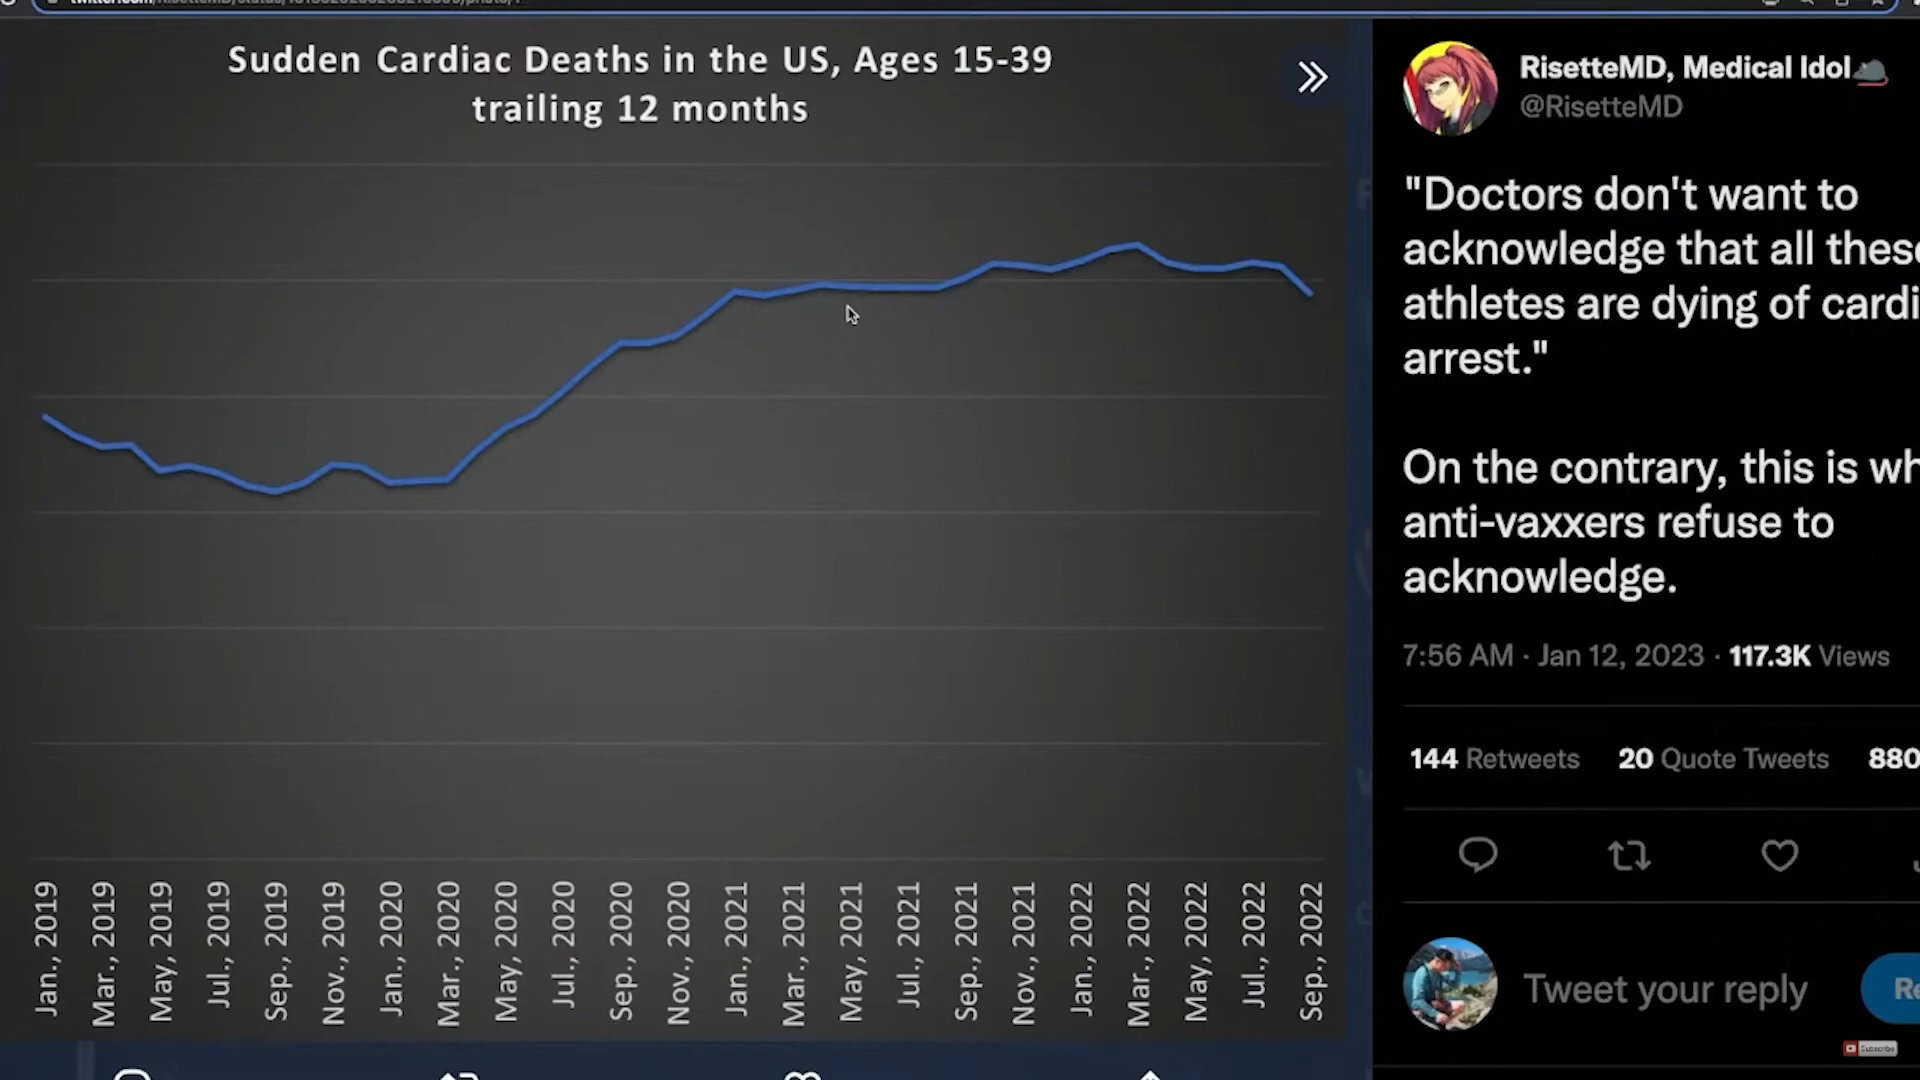 Sudden Cardiac Deaths in the US, Ages 15-39
trailing 12 months
Jan., 2019
Mar., 2019
May, 2019
Jul., 2019
Sep., 2019
Nov., 2019
Jan., 2020
Mar., 2020
May, 2020
Jul., 2020
Sep., 2020
Nov., 2020
Jan., 2021
Mar., 2021
May, 2021
Jul., 2021
Sep., 2021
Nov., 2021
Jan., 2022
Mar., 2022
May, 2022
Jul., 2022
Sep., 2022
RisetteMD, Medical Idol
@RisetteMD
"Doctors don't want to
acknowledge that all these
athletes are dying of cardi
arrest."
On the contrary, this is wh
anti-vaxxers refuse to
acknowledge.
7:56 AM · Jan 12, 2023 · 117.3K Views
144 Retweets 20 Quote Tweets 880
Tweet your reply
Re
Subscribe